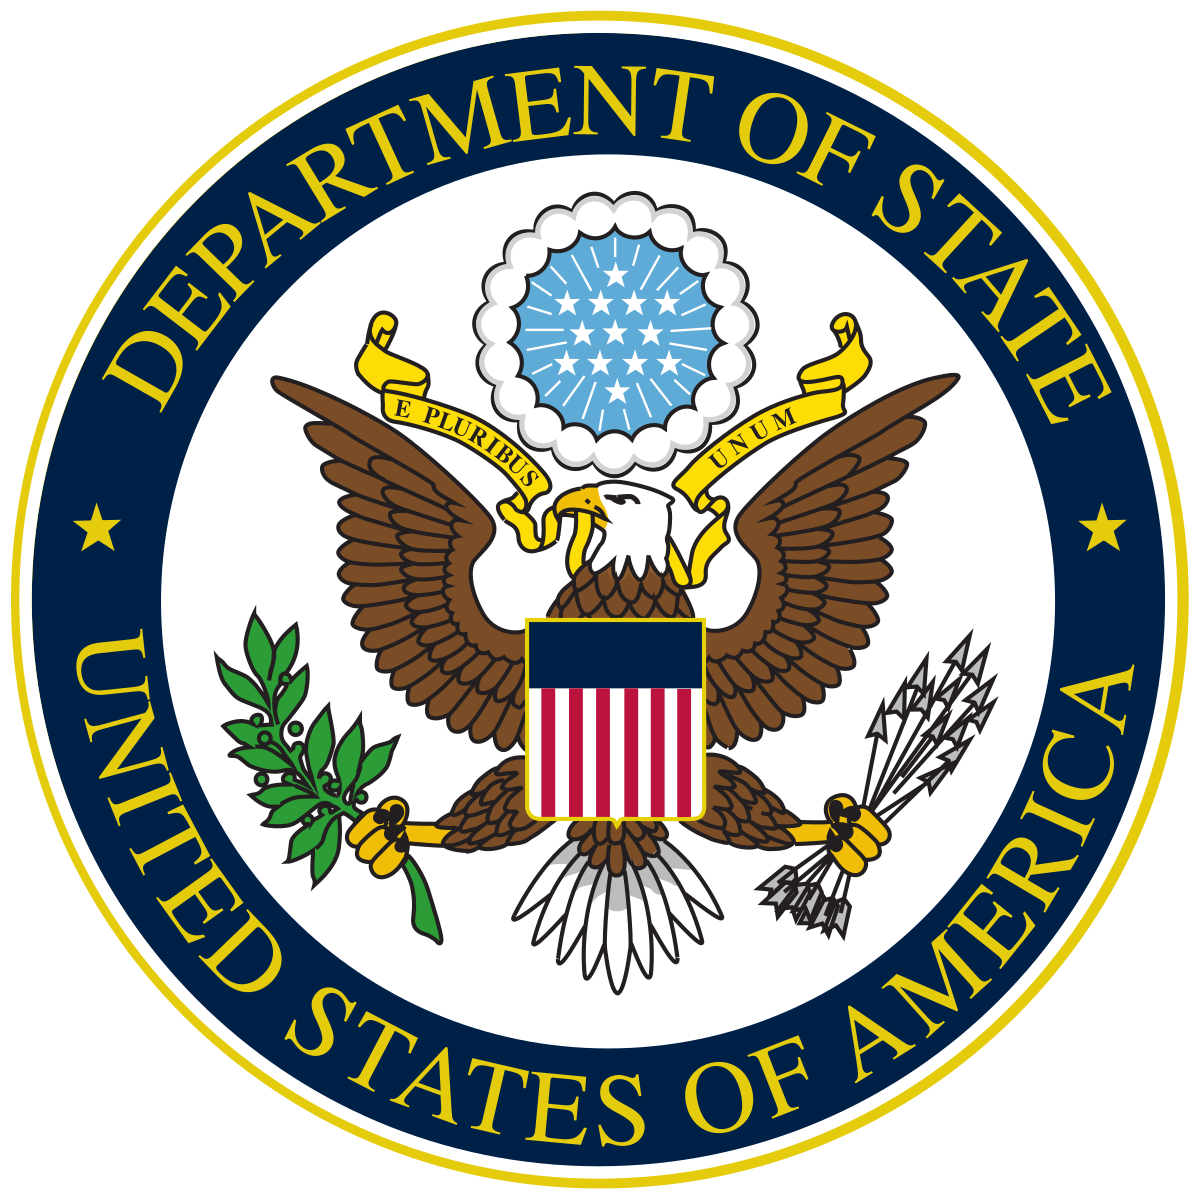 DEPARTMENT OF STATE
E PLURIBUS UNUM
UNITED STATES OF AMERICA